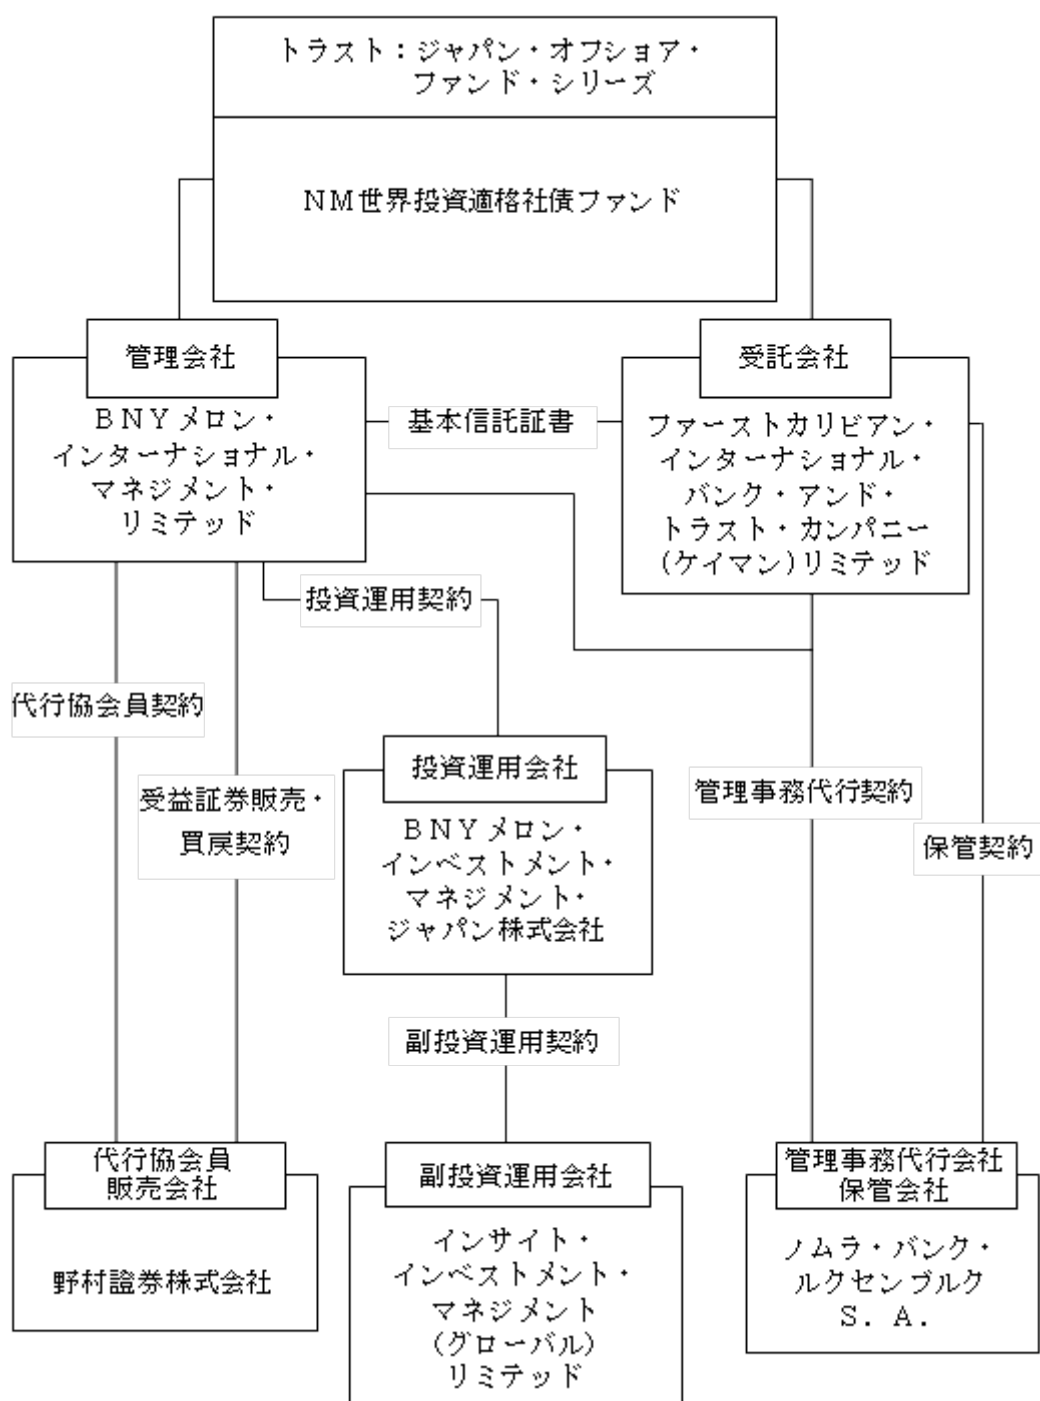 トラスト：ジャパン・オフショア・
ファンド・シリーズ
ＮＭ世界投資適格社債ファンド
管理会社
ＢＮＹメロン・
インターナショナル・
マネジメント・
リミテッド
基本信託証書
受託会社
ファーストカリビアン・
インターナショナル・
バンク・アンド・
トラスト・カンパニー
(ケイマン)リミテッド
投資運用契約
代行協会員契約
受益証券販売・
買戻契約
投資運用会社
ＢＮＹメロン・
インベストメント・
マネジメント・
ジャパン株式会社
管理事務代行契約
保管契約
副投資運用契約
代行協会員
販売会社
野村證券株式会社
副投資運用会社
インサイト・
インベストメント・
マネジメント
(グローバル)
リミテッド
管理事務代行会社
保管会社
ノムラ・バンク・
ルクセンブルク
Ｓ．Ａ．